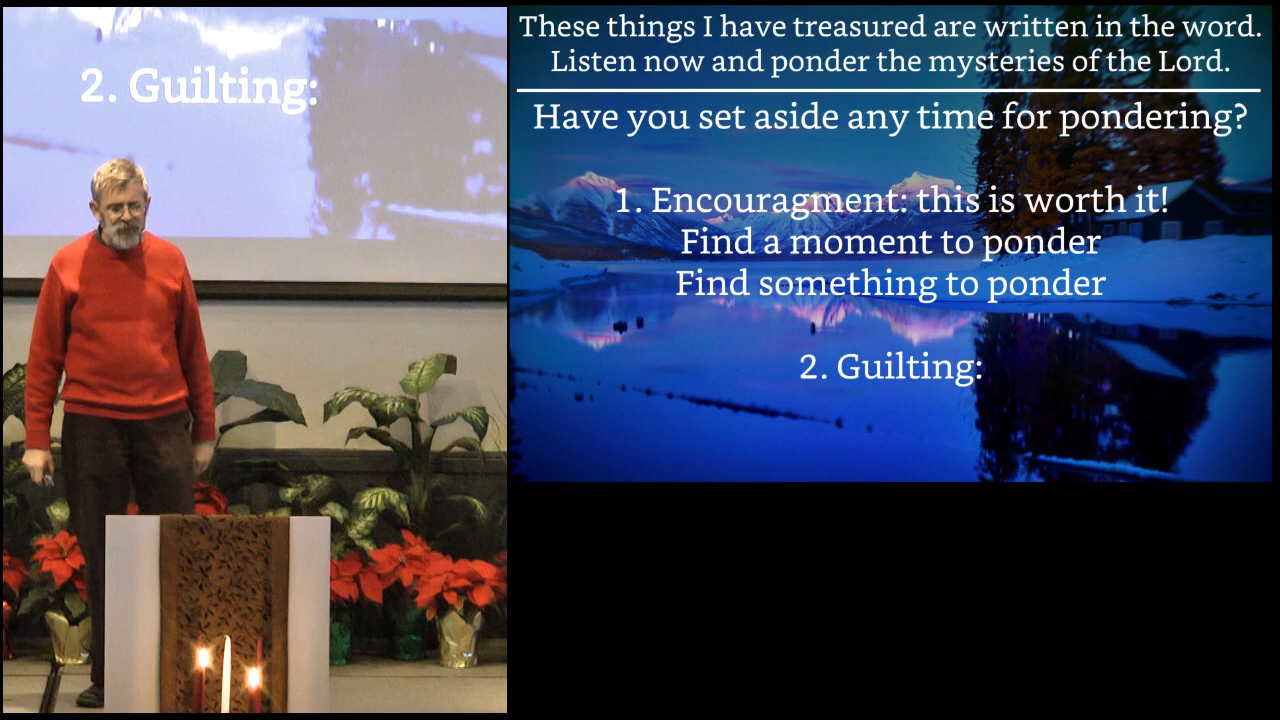 2. Guilting:
These things I have treasured are written in the word.
Listen now and ponder the mysteries of the Lord.
Have you set aside any time for pondering?
1. Encouragment: this is worth it!
Find a moment to ponder
Find something to ponder
2. Guilting: